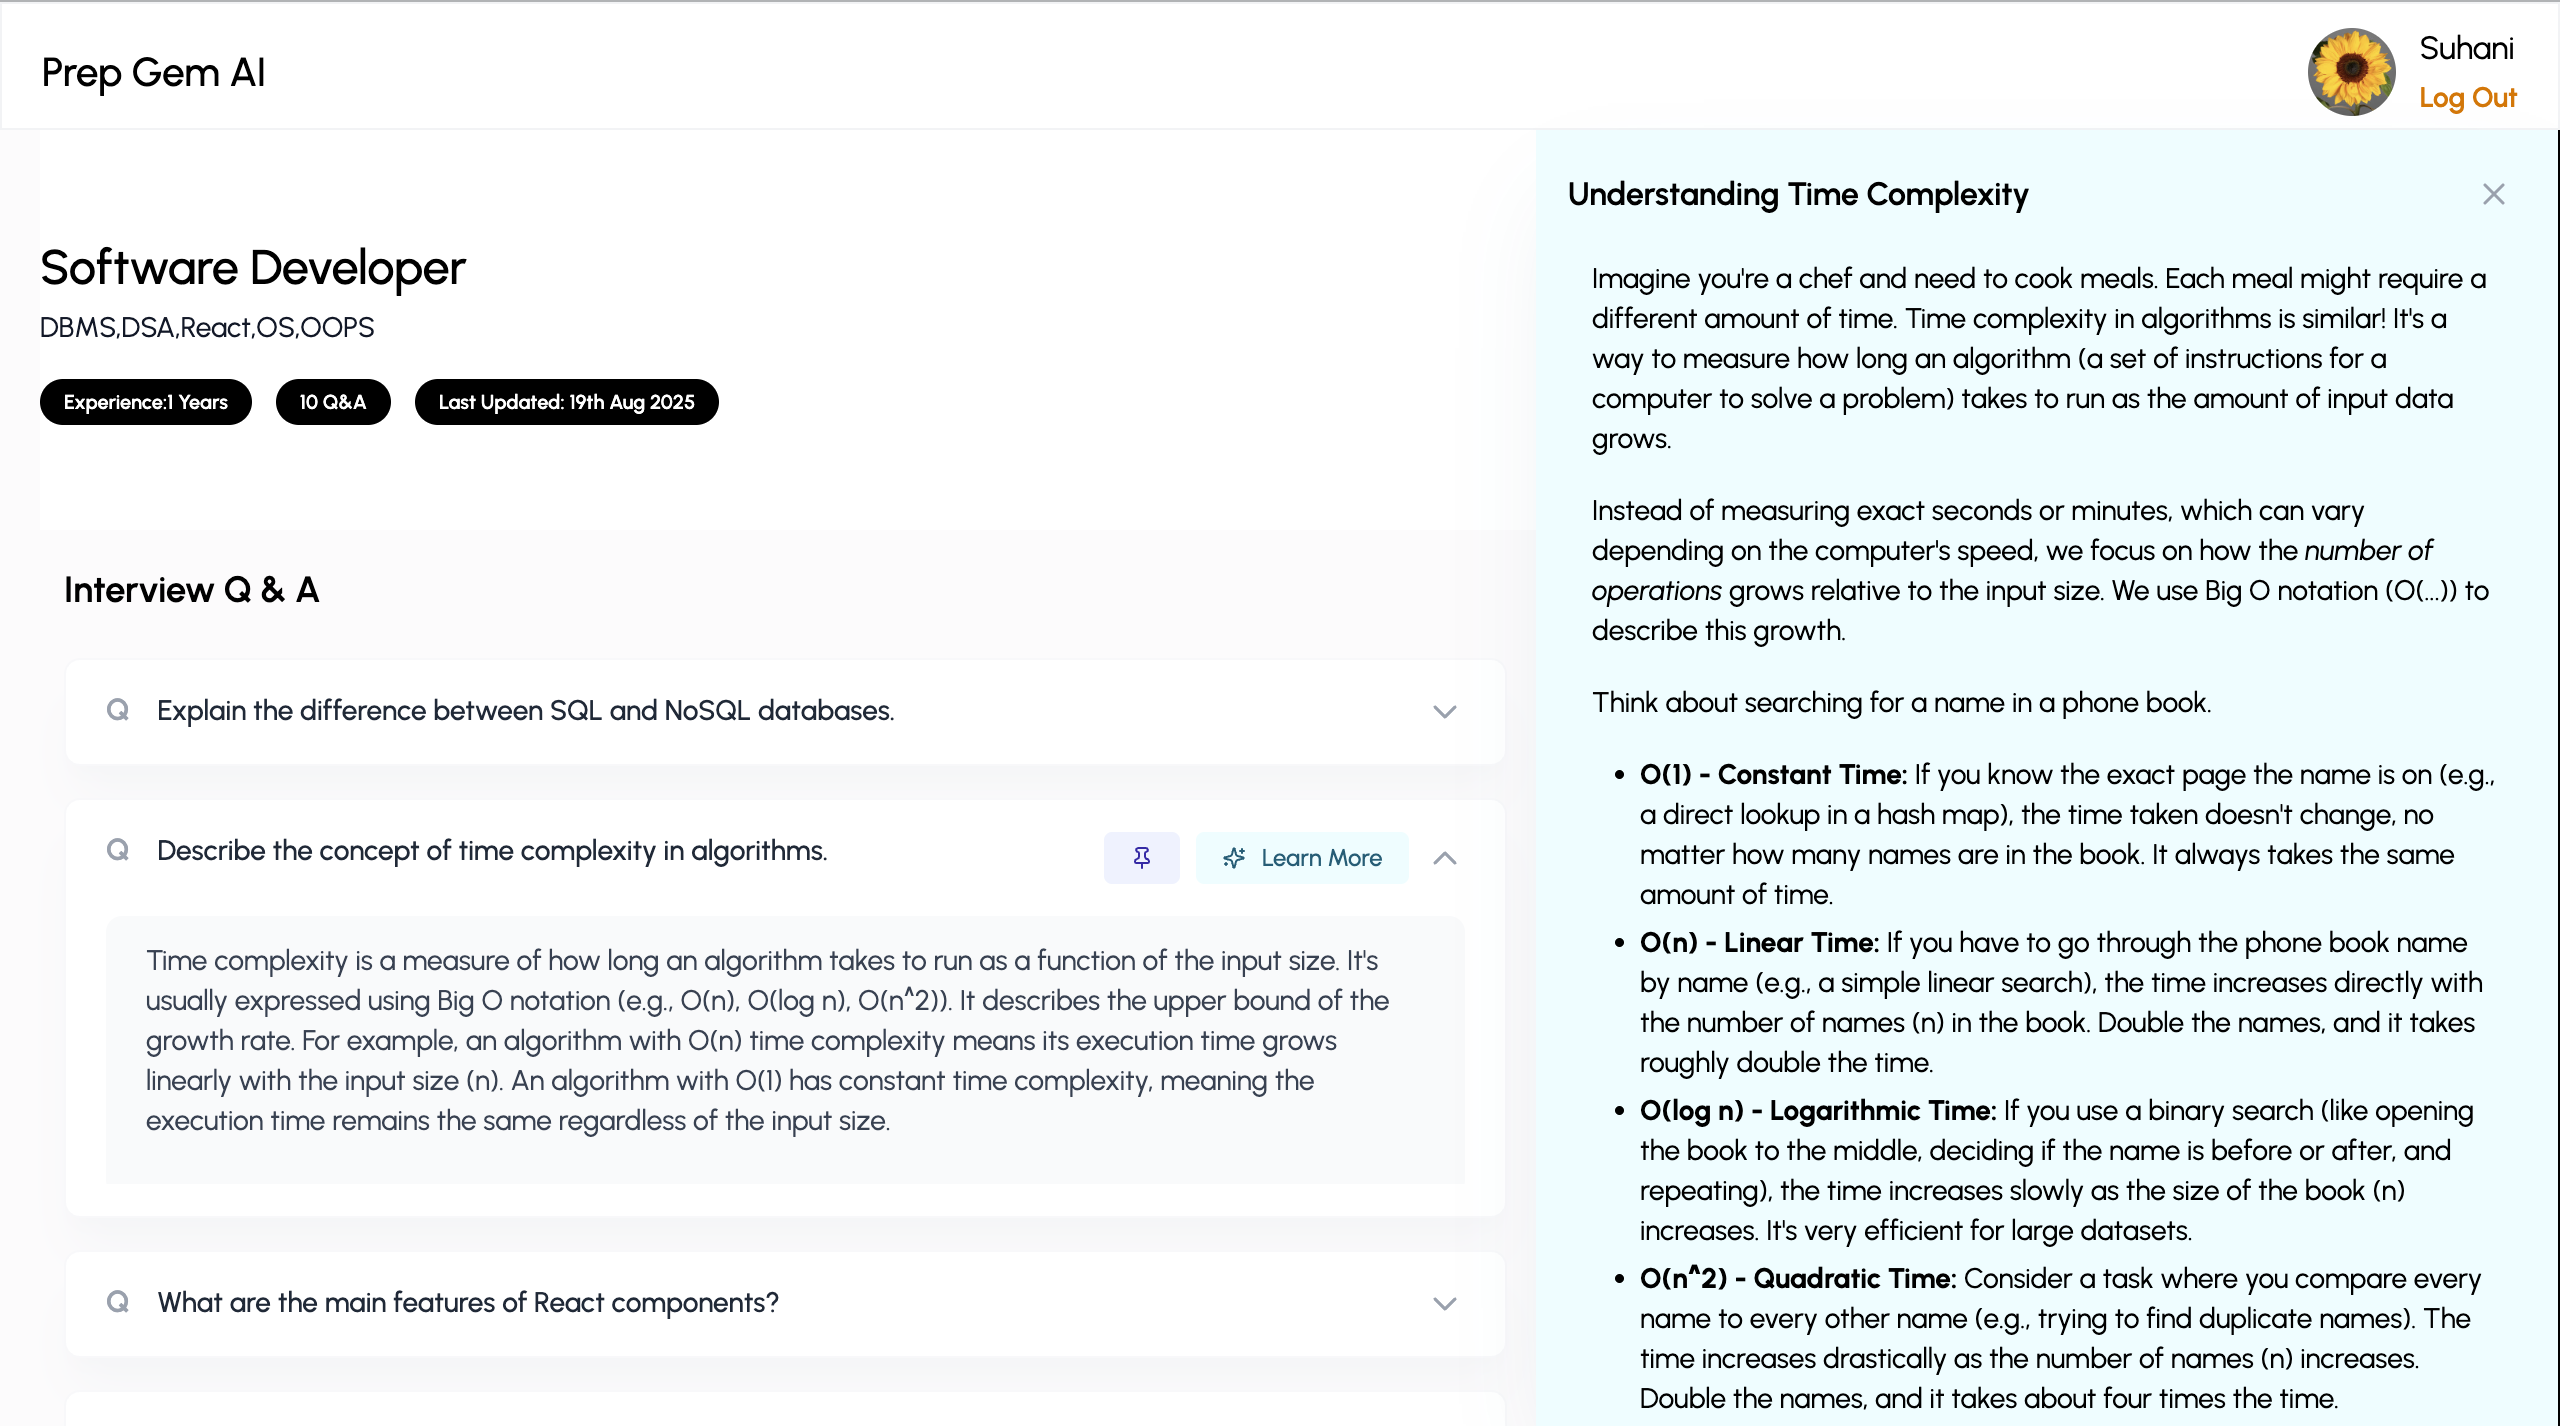 Prep Gem AI
Suhani
Log Out
Software Developer
DBMS,DSA,React,OS,OOPS
Experience:1 Years
10 Q&A
Last Updated: 19th Aug 2025
Interview Q & A
Q Explain the difference between SQL and NoSQL databases.
Q Describe the concept of time complexity in algorithms.
Learn More
Time complexity is a measure of how long an algorithm takes to run as a function of the input size. It's
usually expressed using Big O notation (e.g., O(n), O(log n), O(n^2)). It describes the upper bound of the
growth rate. For example, an algorithm with O(n) time complexity means its execution time grows
linearly with the input size (n). An algorithm with O(1) has constant time complexity, meaning the
execution time remains the same regardless of the input size.
Q What are the main features of React components?
Understanding Time Complexity
Imagine you're a chef and need to cook meals. Each meal might require a
different amount of time. Time complexity in algorithms is similar! It's a
way to measure how long an algorithm (a set of instructions for a
computer to solve a problem) takes to run as the amount of input data
grows.
Instead of measuring exact seconds or minutes, which can vary
depending on the computer's speed, we focus on how the number of
operations grows relative to the input size. We use Big O notation (O(...)) to
describe this growth.
Think about searching for a name in a phone book.
• O(1) - Constant Time: If you know the exact page the name is on (e.g.,
a direct lookup in a hash map), the time taken doesn't change, no
matter how many names are in the book. It always takes the same
amount of time.
• O(n) - Linear Time: If you have to go through the phone book name
by name (e.g., a simple linear search), the time increases directly with
the number of names (n) in the book. Double the names, and it takes
roughly double the time.
• O(log n) - Logarithmic Time: If you use a binary search (like opening
the book to the middle, deciding if the name is before or after, and
repeating), the time increases slowly as the size of the book (n)
increases. It's very efficient for large datasets.
• O(n^2) - Quadratic Time: Consider a task where you compare every
name to every other name (e.g., trying to find duplicate names). The
time increases drastically as the number of names (n) increases.
Double the names, and it takes about four times the time.